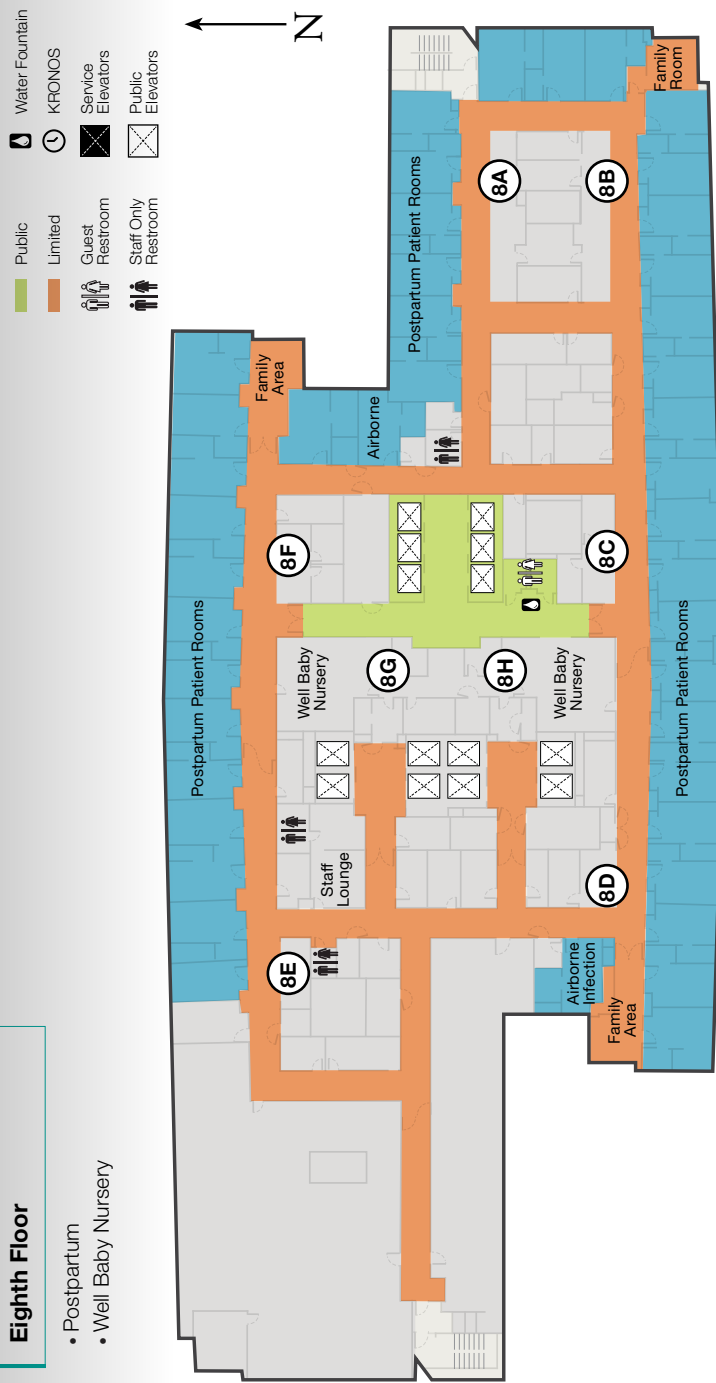 Eighth Floor
• Postpartum
• Well Baby Nursery
Public
Limited
Guest
Restroom
Staff Only
Restroom
Water Fountain
KRONOS
Service
Elevators
Public
Elevators
N
Postpartum Patient Rooms
Family
Area
Airborne
Postpartum Patient Rooms
Family
Room
8E
8F
8A
8B
Staff
Lounge
Well Baby
Nursery
8G
8H
Well Baby
Nursery
8C
8D
Airborne
Infection
Family
Area
Postpartum Patient Rooms